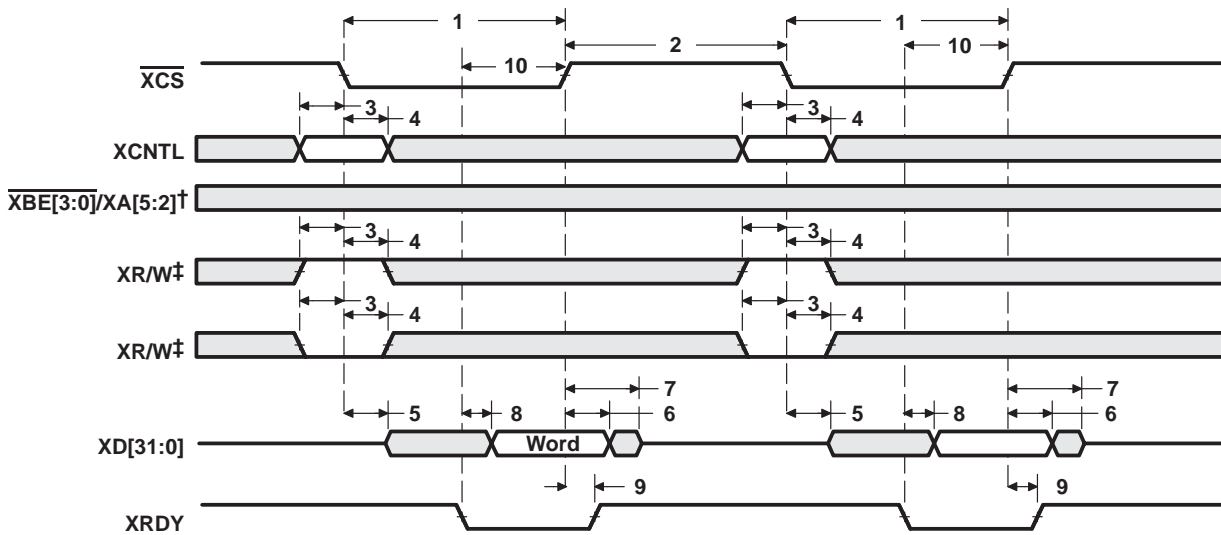 1 1
2
10 10
XCS
3 3
4 4
XCNTL
XBE[3:0]/XA[5:2]†
3 3
4 4
XR/W‡
3 3
4 4
XR/W‡
7 7
5 8 6 5 8 6
XD[31:0] Word
9 9
XRDY